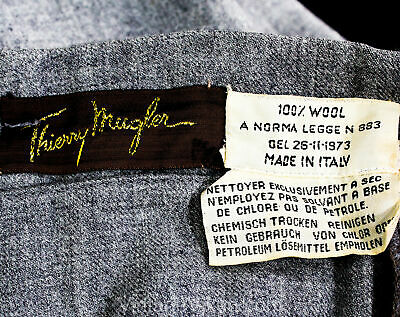 Thierry Mugler
100% WOOL
A NORMA LEGGE N 883
DEL 26-11-1973
MADE IN ITALY
NETTOYER EXCLUSIVEMENT A SEC
N'EMPLOYEZ PAS SOLVANT A BASE
DE CHLORE OU DE PETROLE.
CHEMISCH TROCKEN REINIGEN
KEIN GEBRAUCH VON CHLOR ODER
PETROLEUM LÖSEMITTEL EMPHOLEN